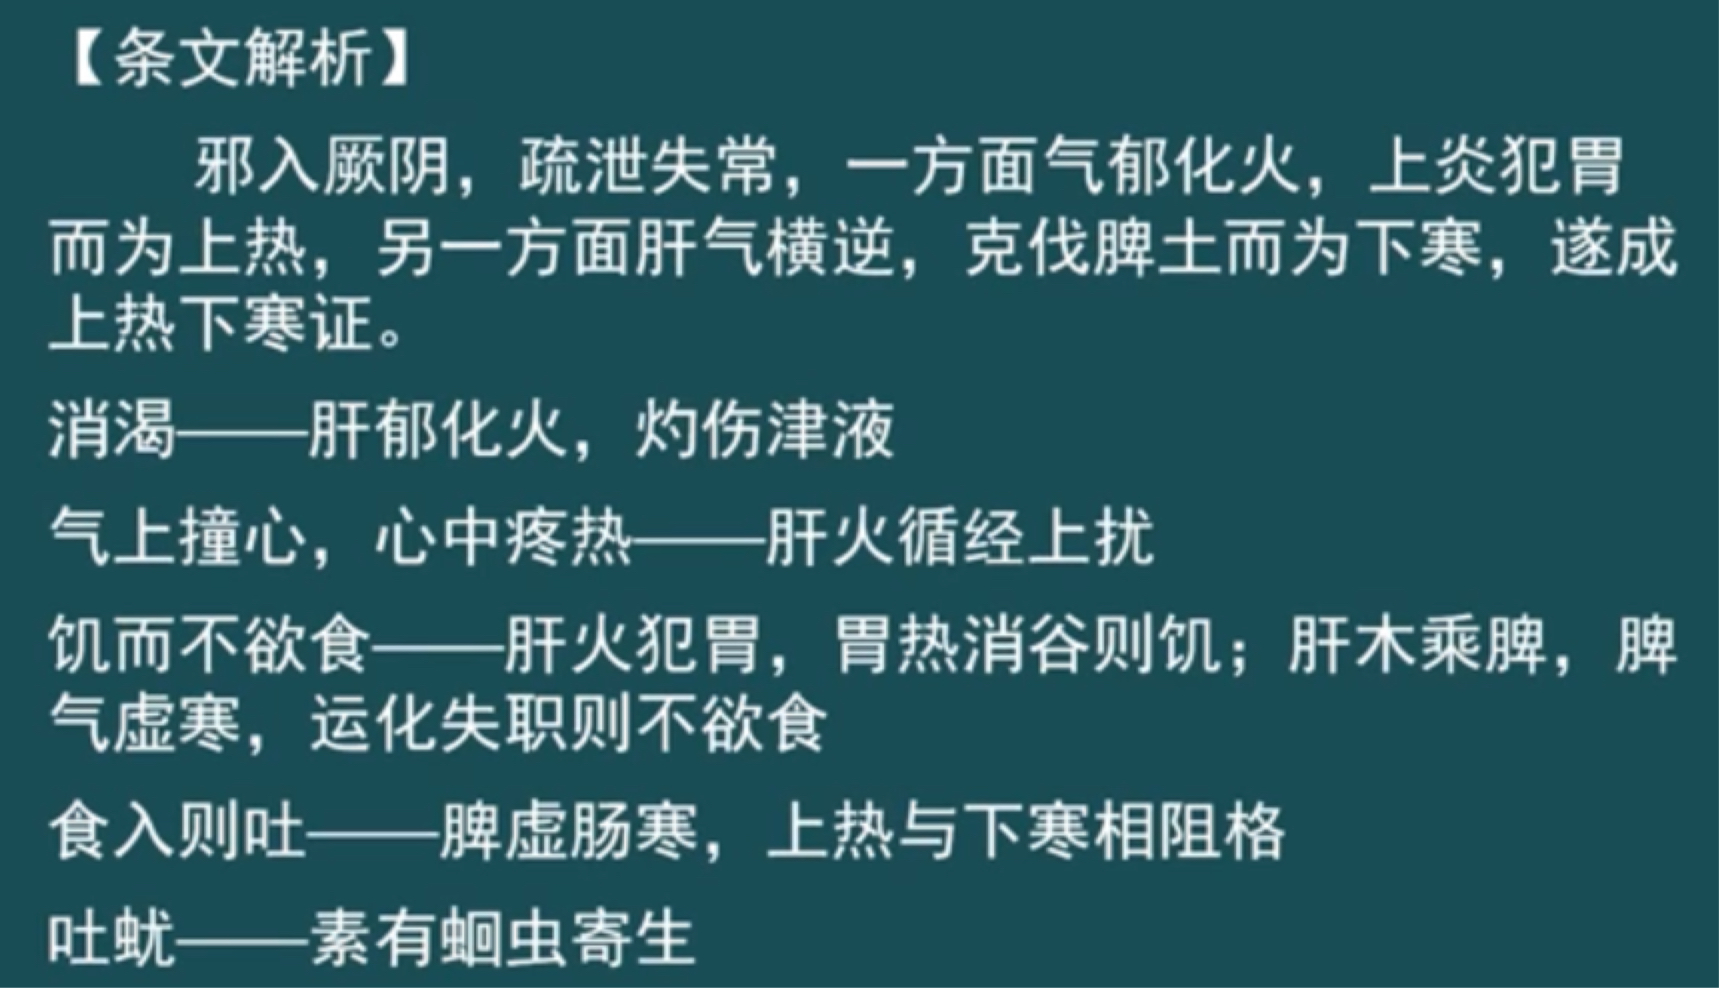 【条文解析】
邪入厥阴，疏泄失常，一方面气郁化火，上炎犯胃
而为上热，另一方面肝气横逆，克伐脾土而为下寒，遂成
上热下寒证。
消渴——肝郁化火，灼伤津液
气上撞心，心中疼热——肝火循经上扰
饥而不欲食——肝火犯胃，胃热消谷则饥；肝木乘脾，脾
气虚寒，运化失职则不欲食
食入则吐——脾虚肠寒，上热与下寒相阻格
吐蚘——素有蛔虫寄生